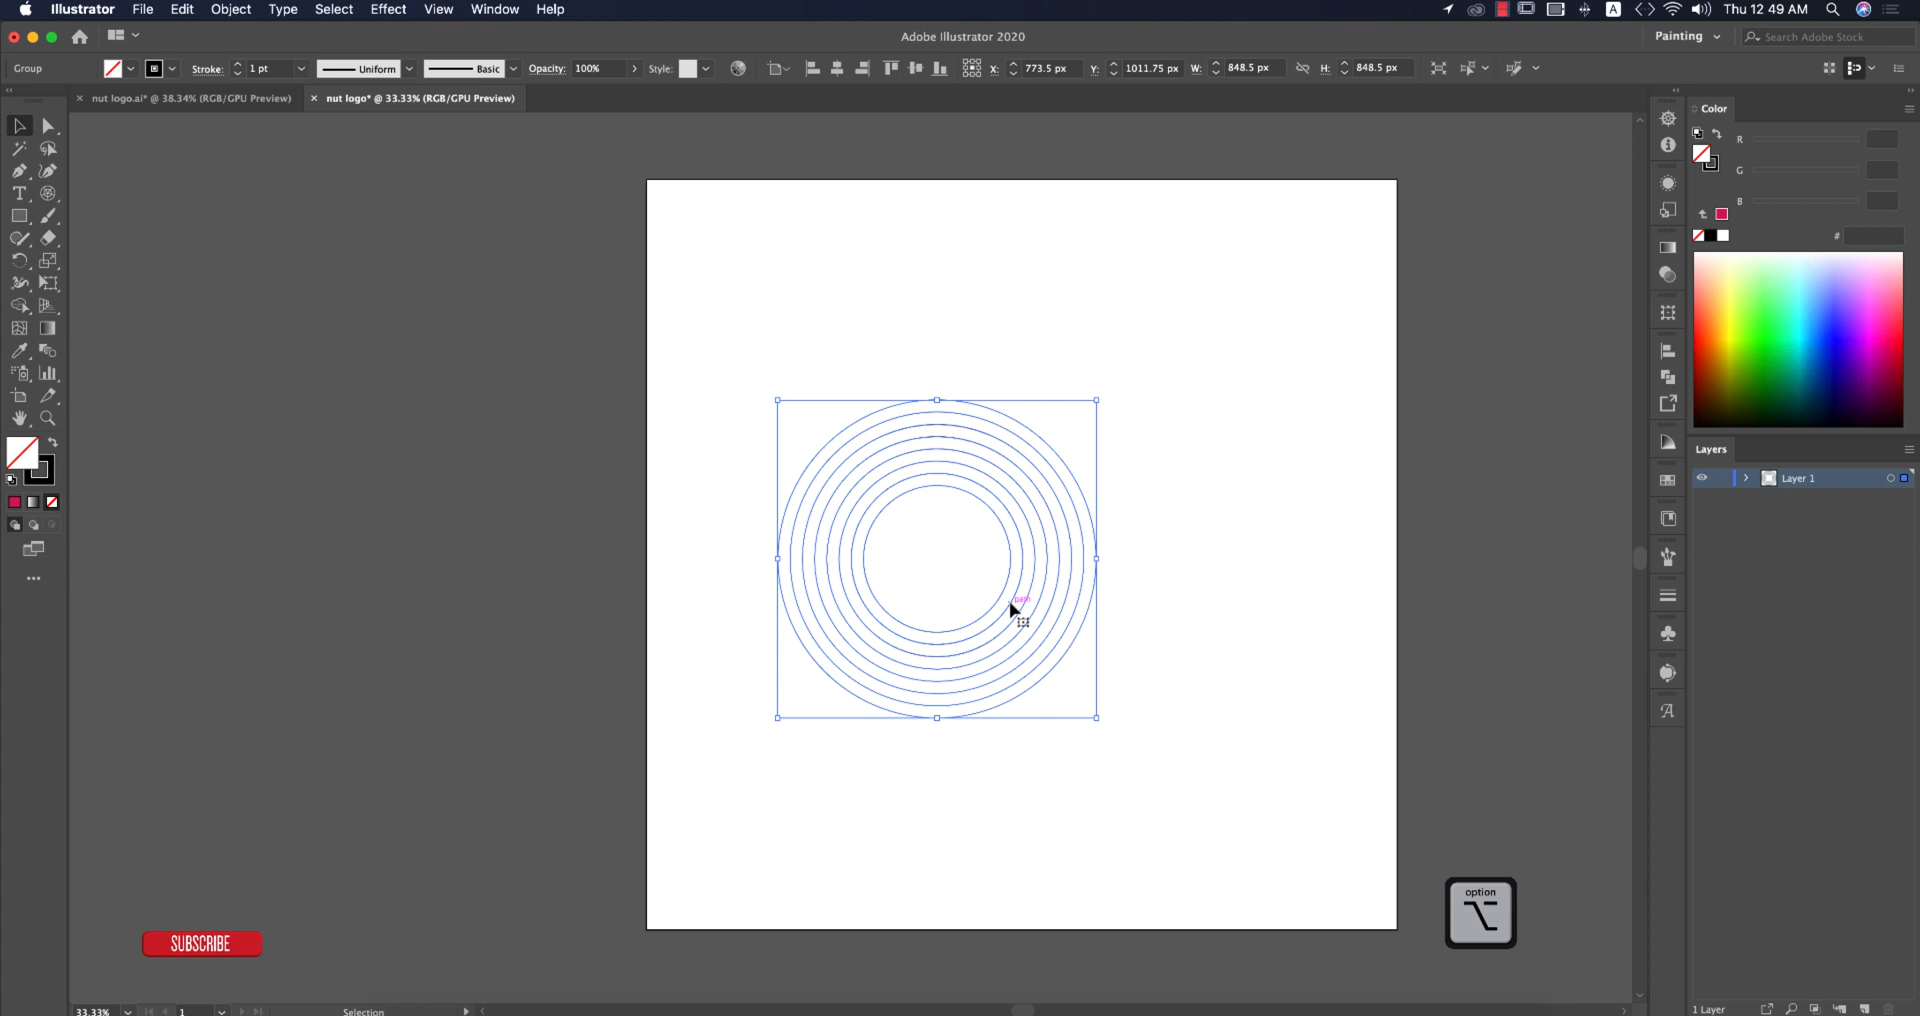 Illustrator File Edit Object Type Select Effect View Window Help
A
Thu 12 49 AM
Adobe Illustrator 2020
Painting
Search Adobe Stock
Group
Stroke: 1 pt
Uniform
Basic
Opacity: 100%
Style:
X: 773.5 px
Y: 1011.75 px
W: 848.5 px
H: 848.5 px
nut logo.ai* @ 38.34% (RGB/GPU Preview)
nut logo* @ 33.33% (RGB/GPU Preview)
Color
R
G
B
#
Layers
Layer 1
path
option
SUBSCRIBE
33.33%
1
Selection
1 Layer